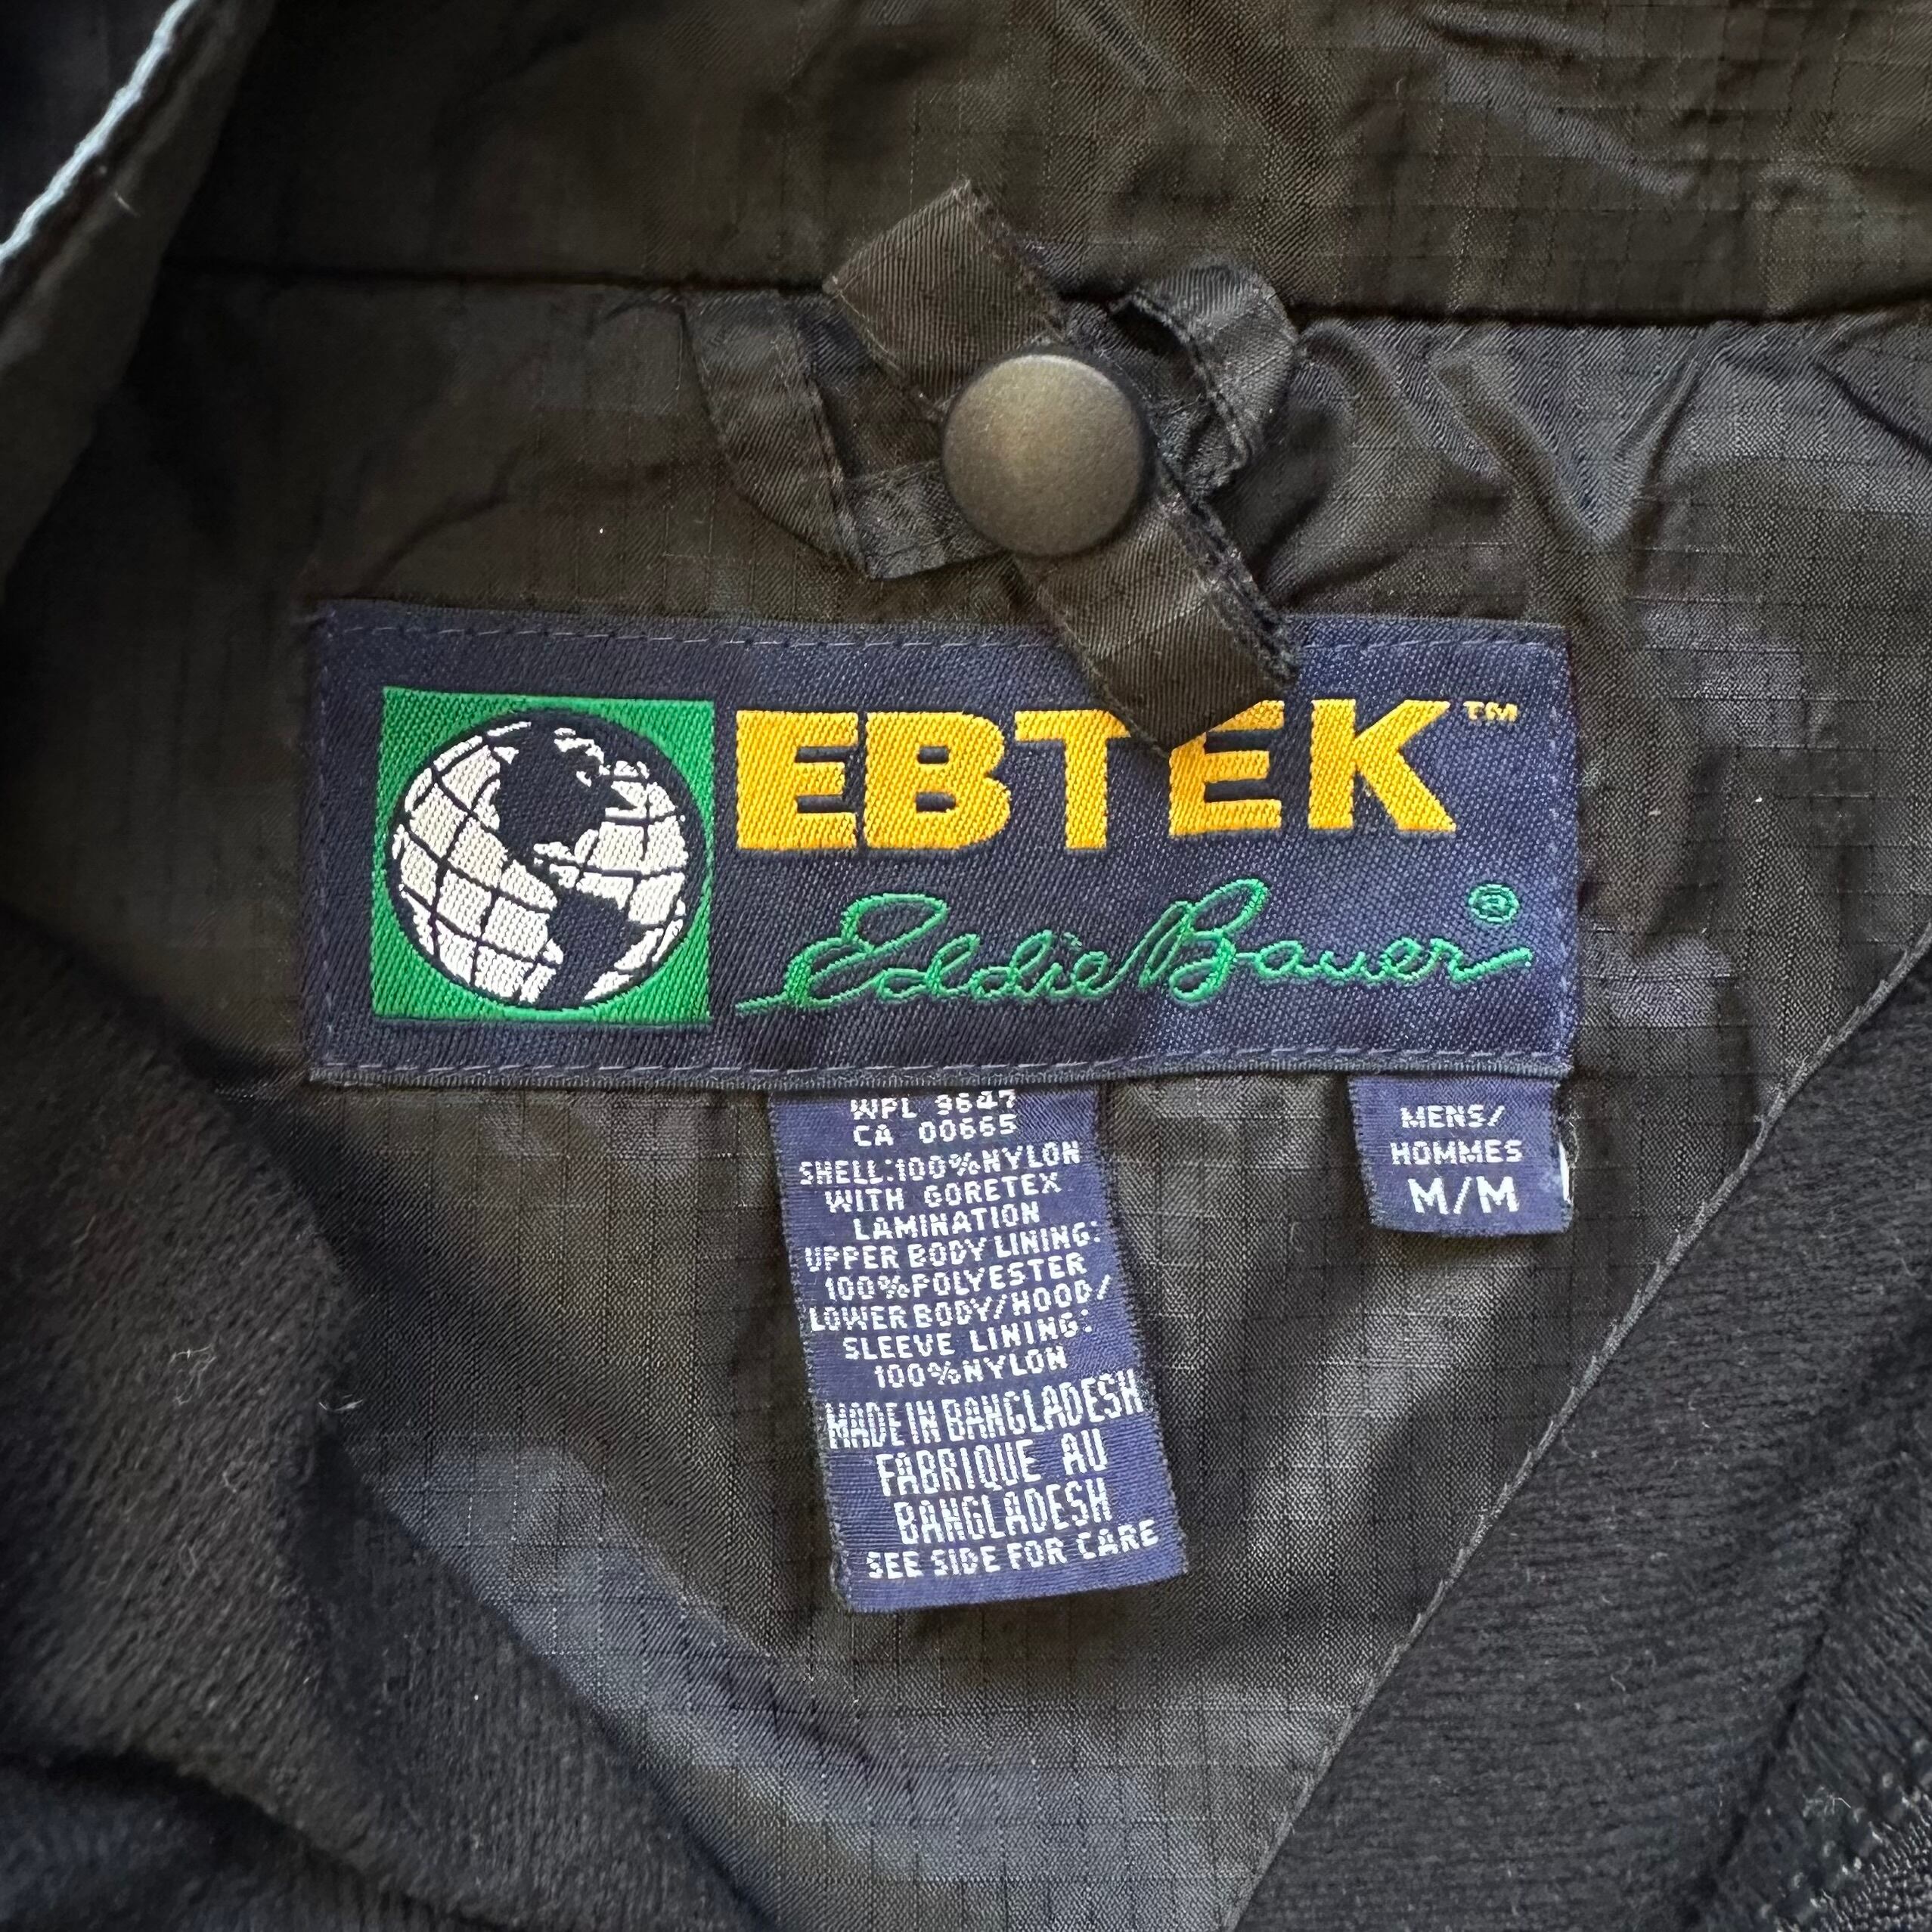 EBTEK™
Eddie Bauer®
WPL 9647
CA 00665
SHELL:100%NYLON
WITH GORETEX
LAMINATION
UPPER BODY LINING:
100%POLYESTER
LOWER BODY/HOOD/
SLEEVE LINING:
100%NYLON
MADE IN BANGLADESH
FABRIQUE AU
BANGLADESH
SEE SIDE FOR CARE
MENS/
HOMMES
M/M